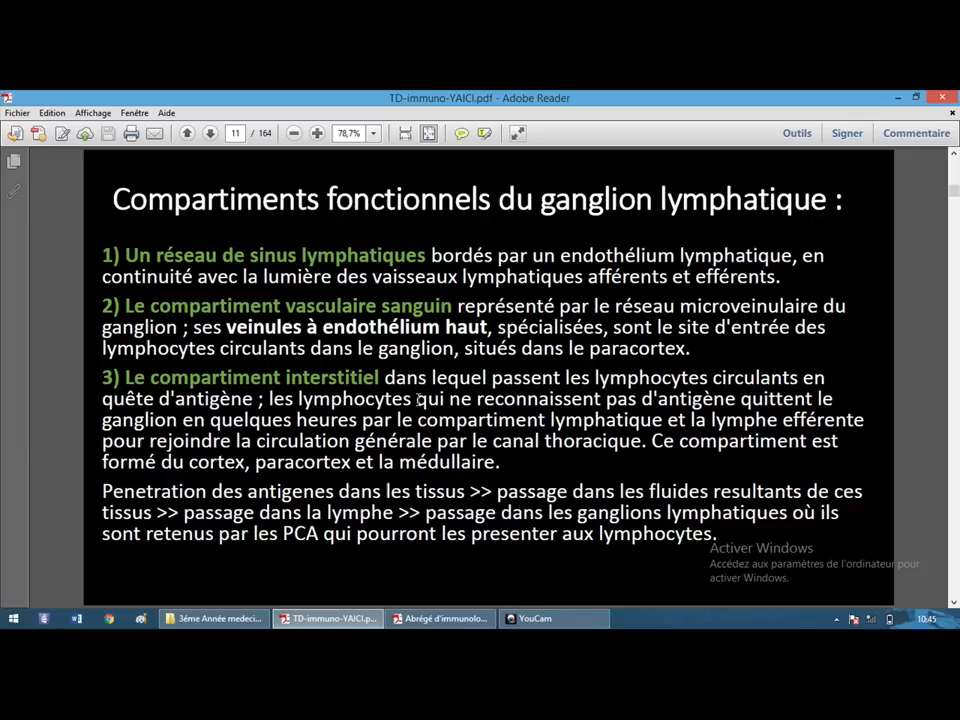 TD-immuno-YAICI.pdf - Adobe Reader
Fichier Edition Affichage Fenêtre Aide
11 / 164 78,7% Outils Signer Commentaire
Compartiments fonctionnels du ganglion lymphatique :
1) Un réseau de sinus lymphatiques bordés par un endothélium lymphatique, en
continuité avec la lumière des vaisseaux lymphatiques afférents et efférents.
2) Le compartiment vasculaire sanguin représenté par le réseau microveinulaire du
ganglion ; ses veinules à endothélium haut, spécialisées, sont le site d'entrée des
lymphocytes circulants dans le ganglion, situés dans le paracortex.
3) Le compartiment interstitiel dans lequel passent les lymphocytes circulants en
quête d'antigène ; les lymphocytes qui ne reconnaissent pas d'antigène quittent le
ganglion en quelques heures par le compartiment lymphatique et la lymphe efférente
pour rejoindre la circulation générale par le canal thoracique. Ce compartiment est
formé du cortex, paracortex et la médullaire.
Penetration des antigenes dans les tissus >> passage dans les fluides resultants de ces
tissus >> passage dans la lymphe >> passage dans les ganglions lymphatiques où ils
sont retenus par les PCA qui pourront les presenter aux lymphocytes.
Activer Windows
Accédez aux paramètres de l'ordinateur pour
activer Windows.
3éme Année medeci... TD-immuno-YAICI.p... Abrégé d'immunolo... YouCam 10:45